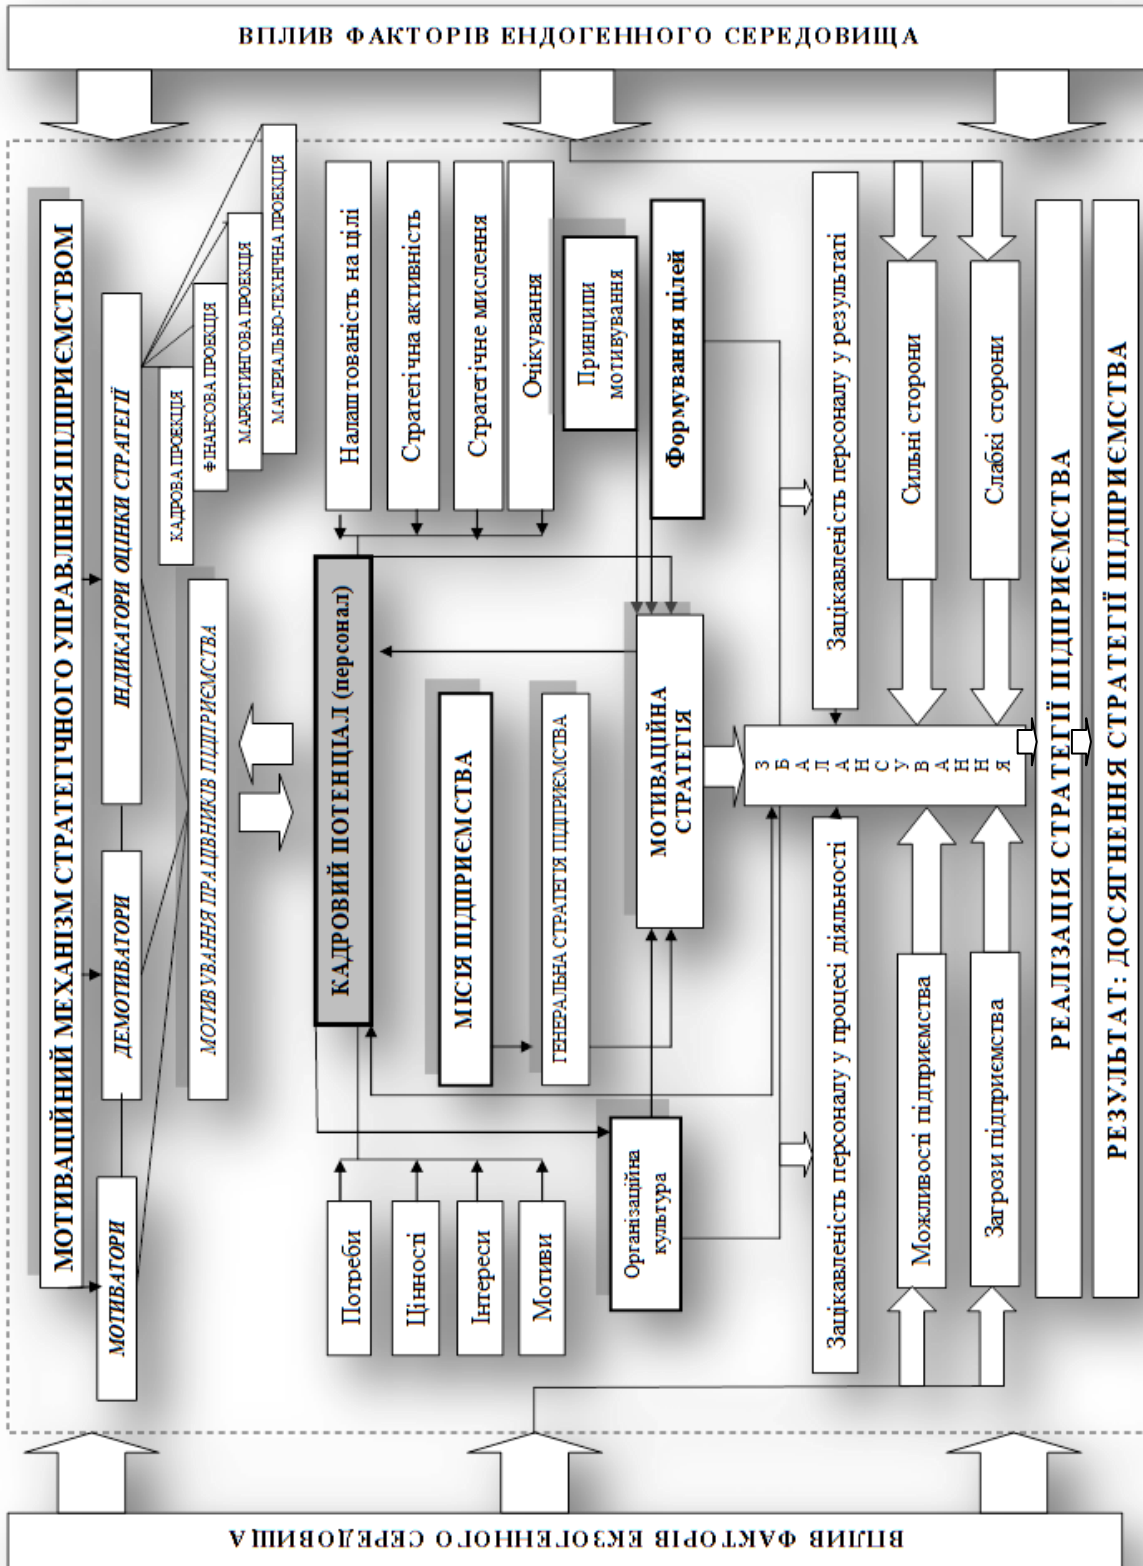 ВПЛИВ ФАКТОРІВ ЕКЗОГЕННОГО СЕРЕДОВИЩА
ВПЛИВ ФАКТОРІВ ЕНДОГЕННОГО СЕРЕДОВИЩА
МОТИВАЦІЙНИЙ МЕХАНІЗМ СТРАТЕГІЧНОГО УПРАВЛІННЯ ПІДПРИЄМСТВОМ
МОТИВАТОРИ
ДЕМОТИВАТОРИ
ІНДИКАТОРИ ОЦІНКИ СТРАТЕГІЇ
КАДРОВА ПРОЕКЦІЯ
ФІНАНСОВА ПРОЕКЦІЯ
МАРКЕТИНГОВА ПРОЕКЦІЯ
МАТЕРІАЛЬНО-ТЕХНІЧНА ПРОЕКЦІЯ
МОТИВУВАННЯ ПРАЦІВНИКІВ ПІДПРИЄМСТВА
КАДРОВИЙ ПОТЕНЦІАЛ (персонал)
Потреби
Цінності
Інтереси
Мотиви
Налаштованість на цілі
Стратегічна активність
Стратегічне мислення
Очікування
МІСІЯ ПІДПРИЄМСТВА
ГЕНЕРАЛЬНА СТРАТЕГІЯ ПІДПРИЄМСТВА
Організаційна
культура
МОТИВАЦІЙНА
СТРАТЕГІЯ
Принципи
мотивування
Формування цілей
Зацікавленість персоналу у процесі діяльності
Зацікавленість персоналу у результаті
З
Б
А
Л
А
Н
С
У
В
А
Н
Н
Я
Можливості підприємства
Сильні сторони
Загрози підприємства
Слабкі сторони
РЕАЛІЗАЦІЯ СТРАТЕГІЇ ПІДПРИЄМСТВА
РЕЗУЛЬТАТ: ДОСЯГНЕННЯ СТРАТЕГІЇ ПІДПРИЄМСТВА